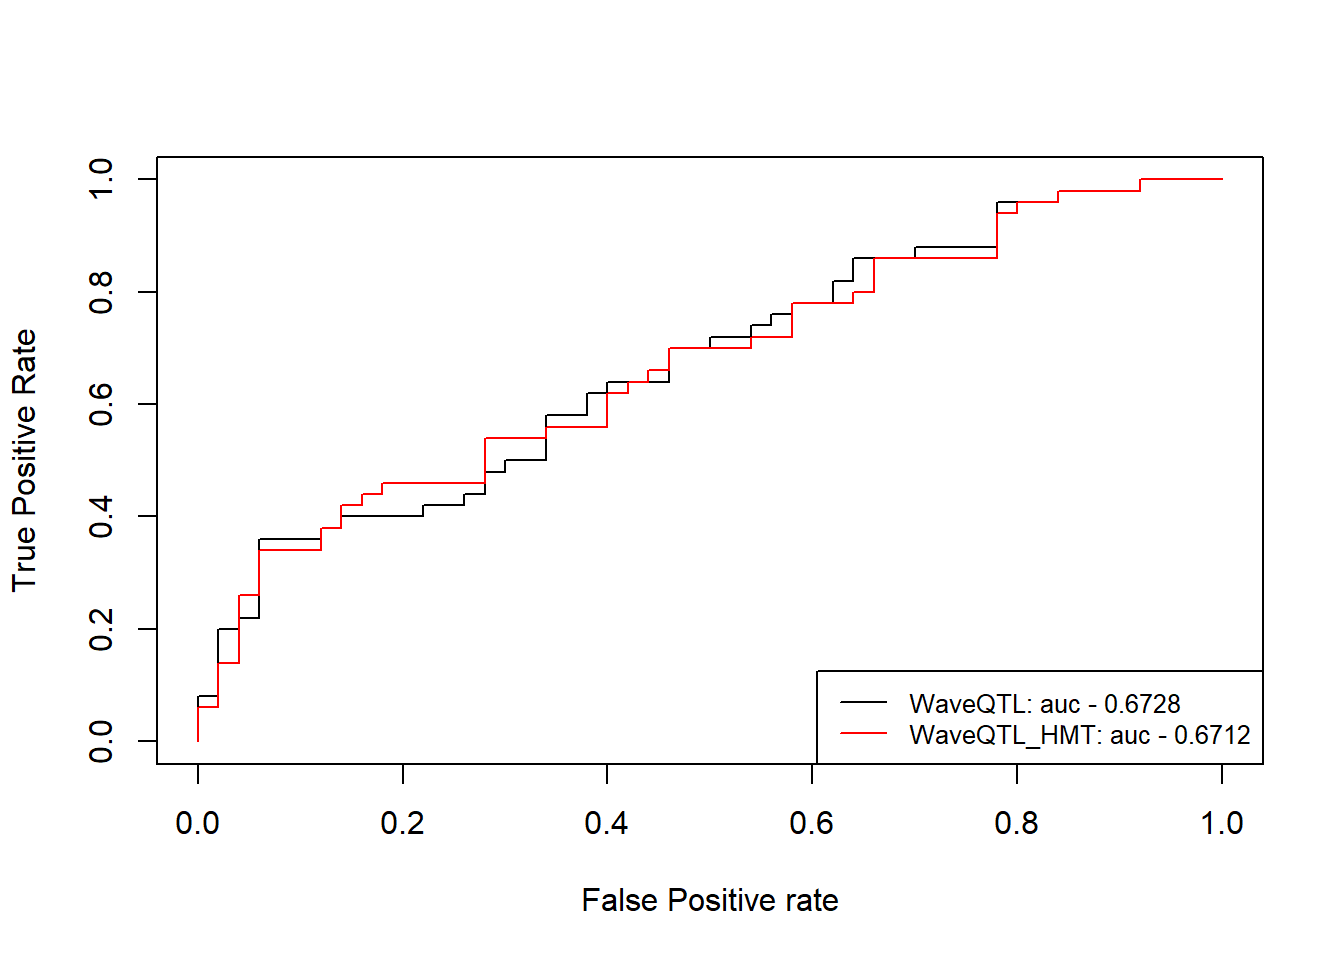 True Positive Rate
1.0
0.8
0.6
0.4
0.2
0.0
WaveQTL: auc - 0.6728
WaveQTL_HMT: auc - 0.6712
0.0 0.2 0.4 0.6 0.8 1.0
False Positive rate